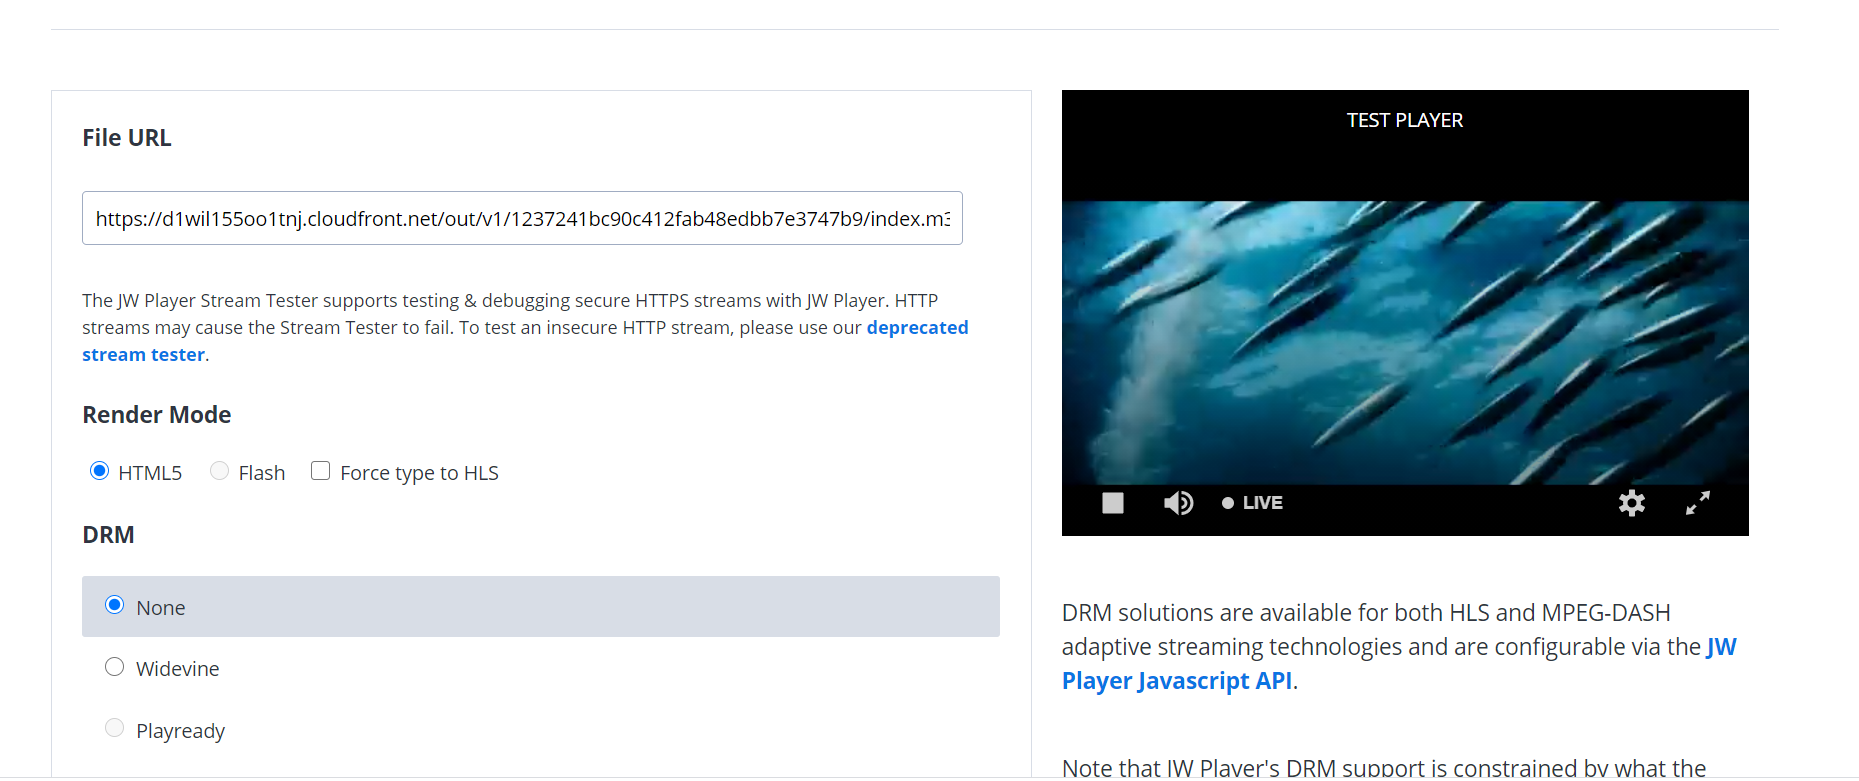 File URL
https://d1wil155oo1tnj.cloudfront.net/out/v1/1237241bc90c412fab48edbb7e3747b9/index.m3
The JW Player Stream Tester supports testing & debugging secure HTTPS streams with JW Player. HTTP
streams may cause the Stream Tester to fail. To test an insecure HTTP stream, please use our deprecated
stream tester.
Render Mode
HTML5 Flash Force type to HLS
DRM
None
Widevine
Playready
TEST PLAYER
LIVE
DRM solutions are available for both HLS and MPEG-DASH
adaptive streaming technologies and are configurable via the JW
Player Javascript API.
Note that JW Player's DRM support is constrained by what the